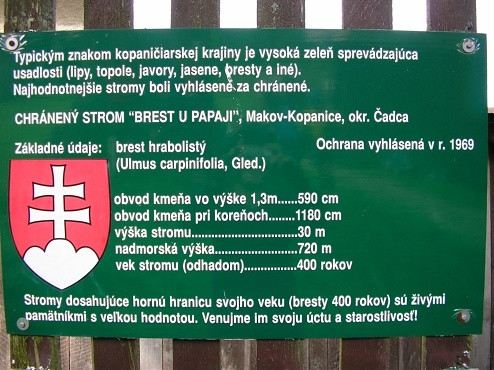 Typickým znakom kopaničiarskej krajiny je vysoká zeleň sprevádzajúca
usadlosti (lipy, topole, javory, jasene, bresty a iné).
Najhodnotnejšie stromy boli vyhlásené za chránené.
CHRÁNENÝ STROM "BREST U PAPAJI", Makov-Kopanice, okr. Čadca
Základné údaje: brest hrabolistý Ochrana vyhlásená v r. 1969
(Ulmus carpinifolia, Gled.)
obvod kmeňa vo výške 1,3m......590 cm
obvod kmeňa pri koreňoch........1180 cm
výška stromu................................30 m
nadmorská výška.........................720 m
vek stromu (odhadom)................400 rokov
Stromy dosahujúce hornú hranicu svojho veku (bresty 400 rokov) sú živými
pamätníkmi s veľkou hodnotou. Venujme im svoju úctu a starostlivosť!